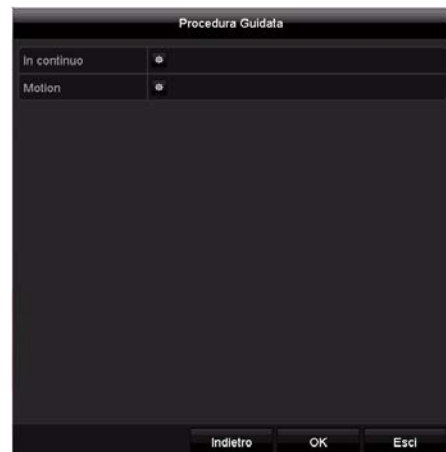 Procedura Guidata
In continuo
Motion
Indietro OK Esci